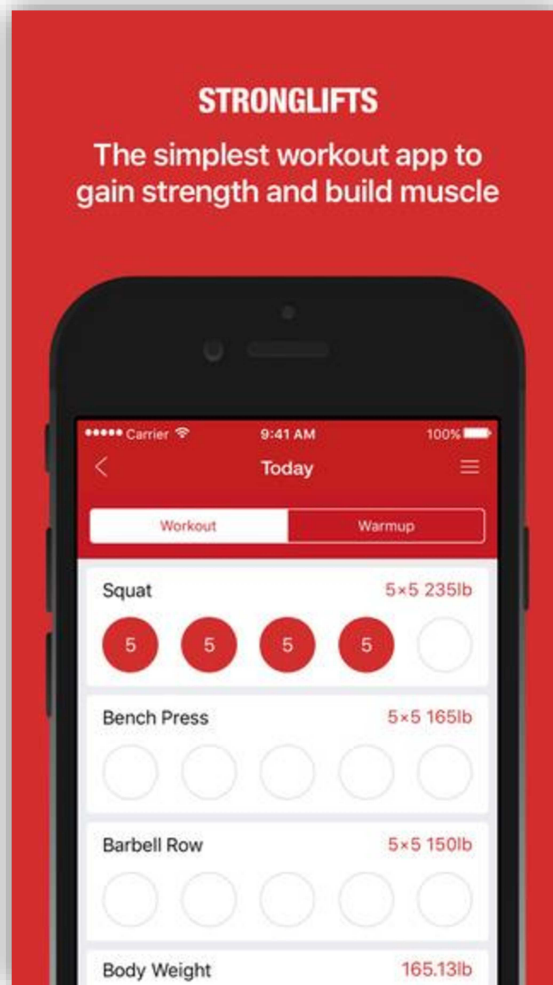 STRONGLIFTS
The simplest workout app to
gain strength and build muscle
Carrier 9:41 AM 100%
Today
Workout Warmup
Squat 5×5 235lb
5 5 5 5
Bench Press 5×5 165lb
Barbell Row 5×5 150lb
Body Weight 165.13lb